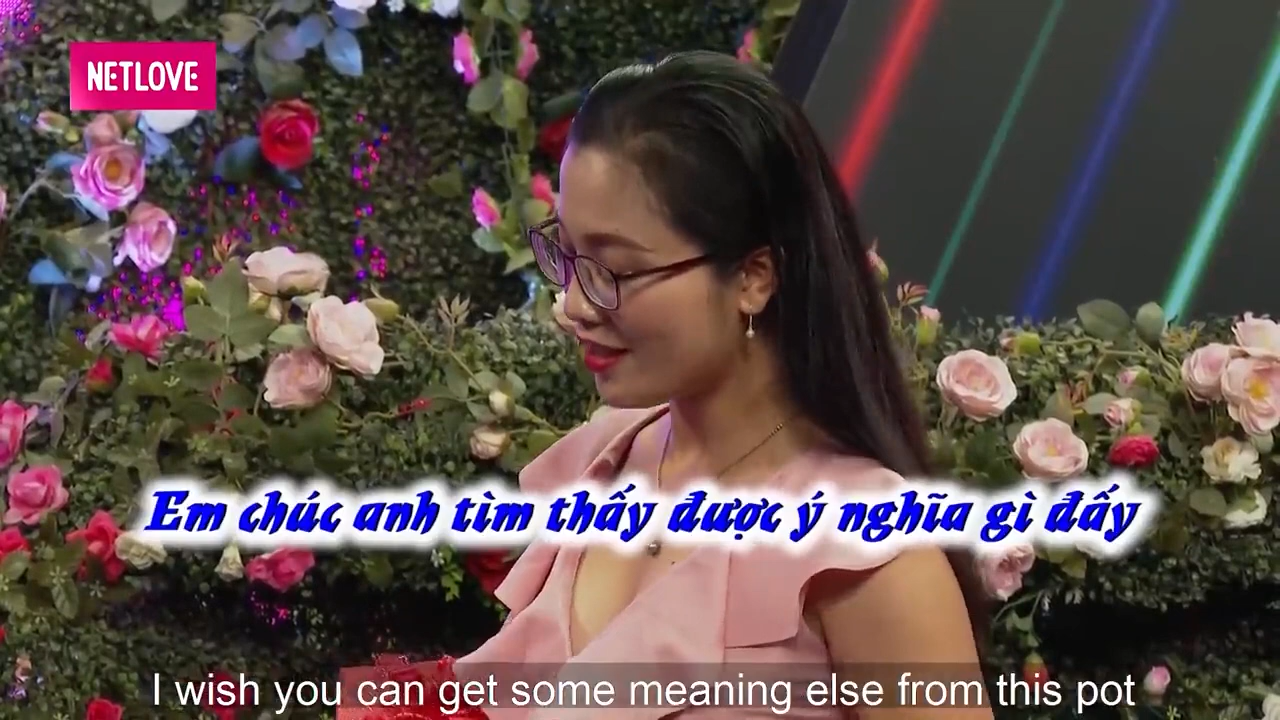 NETLOVE
Em chúc anh tìm thấy được ý nghĩa gì đấy
I wish you can get some meaning else from this pot